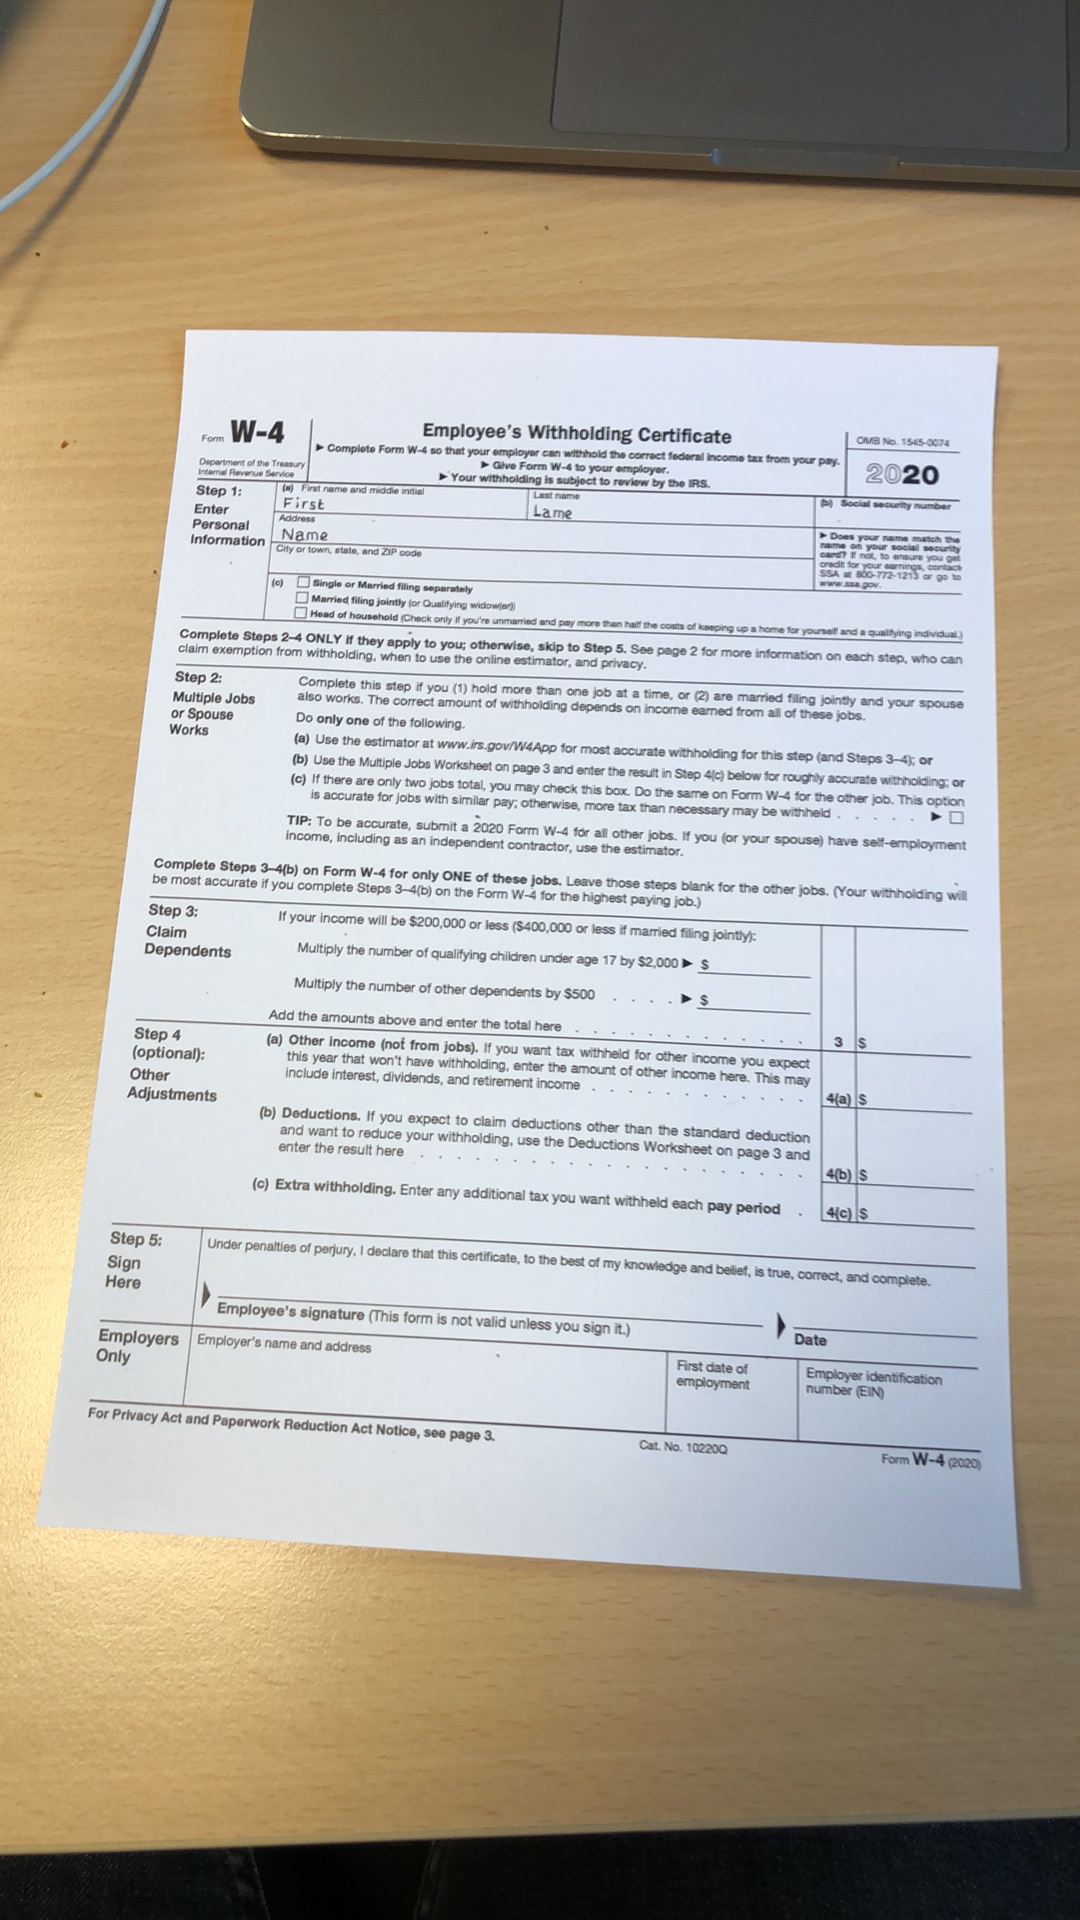 Form W-4
Department of the Treasury
Internal Revenue Service
Employee's Withholding Certificate
▶ Complete Form W-4 so that your employer can withhold the correct federal income tax from your pay.
▶ Give Form W-4 to your employer.
▶ Your withholding is subject to review by the IRS.
OMB No. 1545-0074
2020
Step 1:
Enter
Personal
Information
(a) First name and middle initial
First
Last name
Lame
(b) Social security number
Address
Name
City or town, state, and ZIP code
▶ Does your name match the
name on your social security
card? If not, to ensure you get
credit for your earnings, contact
SSA at 800-772-1213 or go to
www.ssa.gov.
(c) Single or Married filing separately
Married filing jointly (or Qualifying widow(er))
Head of household (Check only if you're unmarried and pay more than half the costs of keeping up a home for yourself and a qualifying individual.)
Complete Steps 2–4 ONLY if they apply to you; otherwise, skip to Step 5. See page 2 for more information on each step, who can
claim exemption from withholding, when to use the online estimator, and privacy.
Step 2:
Multiple Jobs
or Spouse
Works
Complete this step if you (1) hold more than one job at a time, or (2) are married filing jointly and your spouse
also works. The correct amount of withholding depends on income earned from all of these jobs.
Do only one of the following.
(a) Use the estimator at www.irs.gov/W4App for most accurate withholding for this step (and Steps 3–4); or
(b) Use the Multiple Jobs Worksheet on page 3 and enter the result in Step 4(c) below for roughly accurate withholding; or
(c) If there are only two jobs total, you may check this box. Do the same on Form W-4 for the other job. This option
is accurate for jobs with similar pay; otherwise, more tax than necessary may be withheld . . . . . ▶
TIP: To be accurate, submit a 2020 Form W-4 for all other jobs. If you (or your spouse) have self-employment
income, including as an independent contractor, use the estimator.
Complete Steps 3–4(b) on Form W-4 for only ONE of these jobs. Leave those steps blank for the other jobs. (Your withholding will
be most accurate if you complete Steps 3–4(b) on the Form W-4 for the highest paying job.)
Step 3:
Claim
Dependents
If your income will be $200,000 or less ($400,000 or less if married filing jointly):
Multiply the number of qualifying children under age 17 by $2,000 ▶ $
Multiply the number of other dependents by $500 . . . . ▶ $
Add the amounts above and enter the total here . . . . . . . . . . . 3 $
Step 4
(optional):
Other
Adjustments
(a) Other income (not from jobs). If you want tax withheld for other income you expect
this year that won't have withholding, enter the amount of other income here. This may
include interest, dividends, and retirement income . . . . . . . . . . . 4(a) $
(b) Deductions. If you expect to claim deductions other than the standard deduction
and want to reduce your withholding, use the Deductions Worksheet on page 3 and
enter the result here . . . . . . . . . . . . . . . . . . . 4(b) $
(c) Extra withholding. Enter any additional tax you want withheld each pay period . 4(c) $
Step 5:
Sign
Here
Under penalties of perjury, I declare that this certificate, to the best of my knowledge and belief, is true, correct, and complete.
Employee's signature (This form is not valid unless you sign it.)
Date
Employers
Only
Employer's name and address
First date of
employment
Employer identification
number (EIN)
For Privacy Act and Paperwork Reduction Act Notice, see page 3.
Cat. No. 10220Q
Form W-4 (2020)